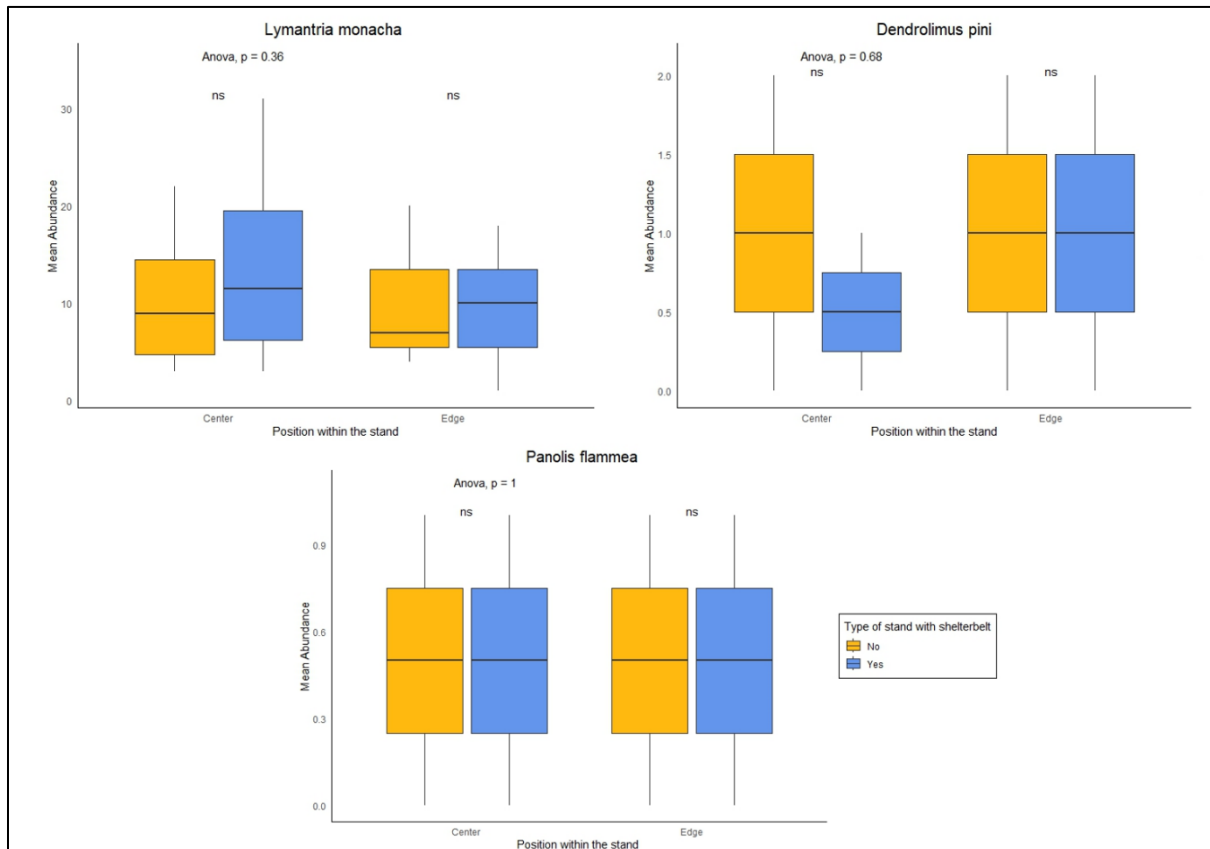 Lymantria monacha
Anova, p = 0.36
ns
ns
30
20
10
0
Mean Abundance
Center
Edge
Position within the stand
Dendrolimus pini
Anova, p = 0.68
ns
ns
2.0
1.5
1.0
0.5
0.0
Mean Abundance
Center
Edge
Position within the stand
Panolis flammea
Anova, p = 1
ns
ns
0.9
0.6
0.3
0.0
Mean Abundance
Center
Edge
Position within the stand
Type of stand with shelterbelt
No
Yes